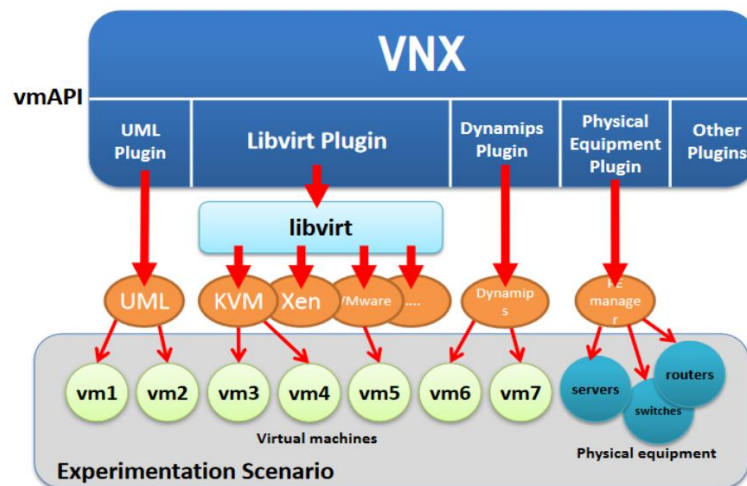 VNX
vmAPI
UML
Plugin
Libvirt Plugin
Dynamips
Plugin
Physical
Equipment
Plugin
Other
Plugins
libvirt
UML
KVM
Xen
VMware
....
Dynamip
s
PE
manage
r
vm1
vm2
vm3
vm4
vm5
vm6
vm7
servers
switches
routers
Virtual machines
Physical equipment
Experimentation Scenario